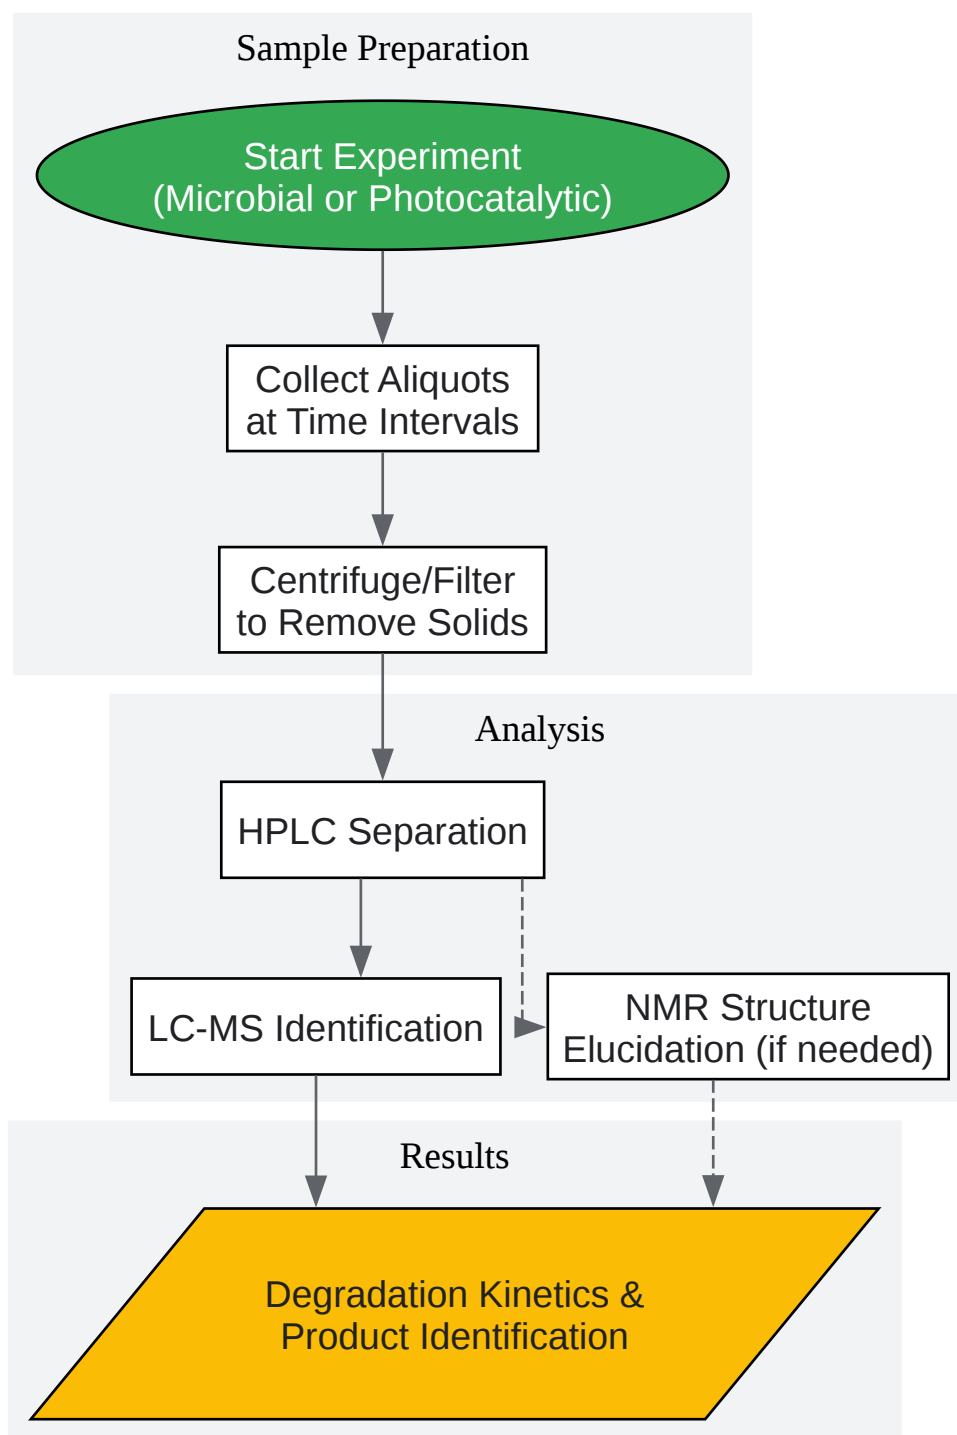 Sample Preparation
Start Experiment
(Microbial or Photocatalytic)
Collect Aliquots
at Time Intervals
Centrifuge/Filter
to Remove Solids
Analysis
HPLC Separation
LC-MS Identification
NMR Structure
Elucidation (if needed)
Results
Degradation Kinetics &
Product Identification